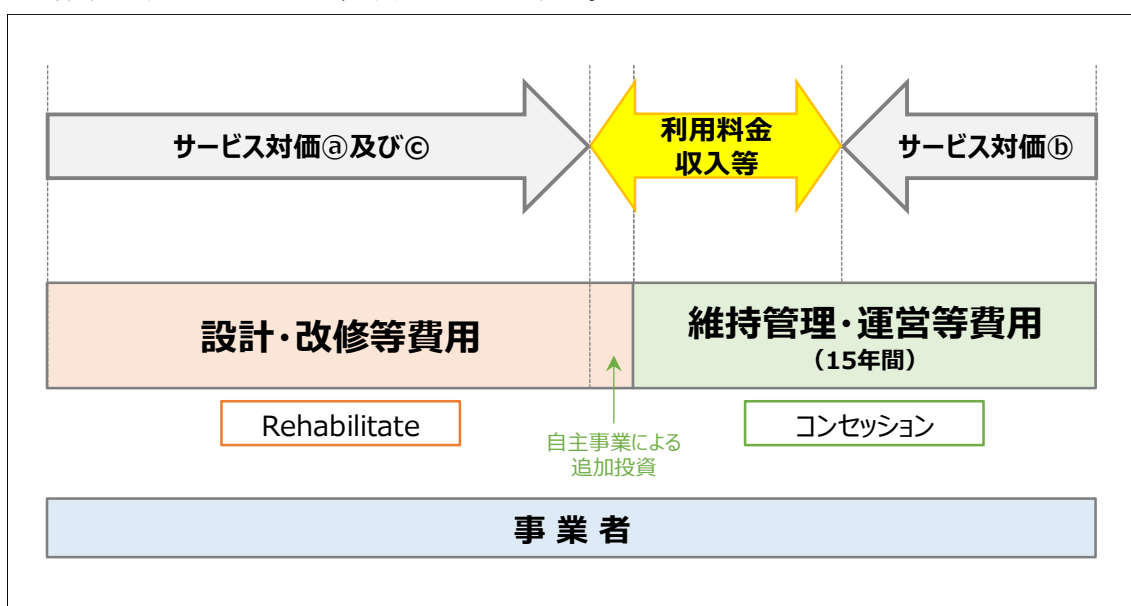 サービス対価ⓐ及びⓒ
利用料金
収入等
サービス対価ⓑ
設計・改修等費用
維持管理・運営等費用
（15年間）
Rehabilitate
コンセッション
自主事業による
追加投資
事 業 者